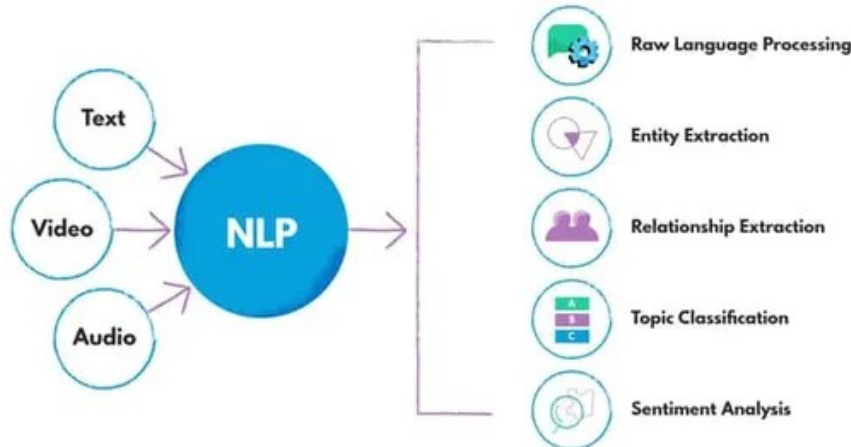 Text
Video
Audio
NLP
Raw Language Processing
Entity Extraction
Relationship Extraction
A
B
C
Topic Classification
Sentiment Analysis